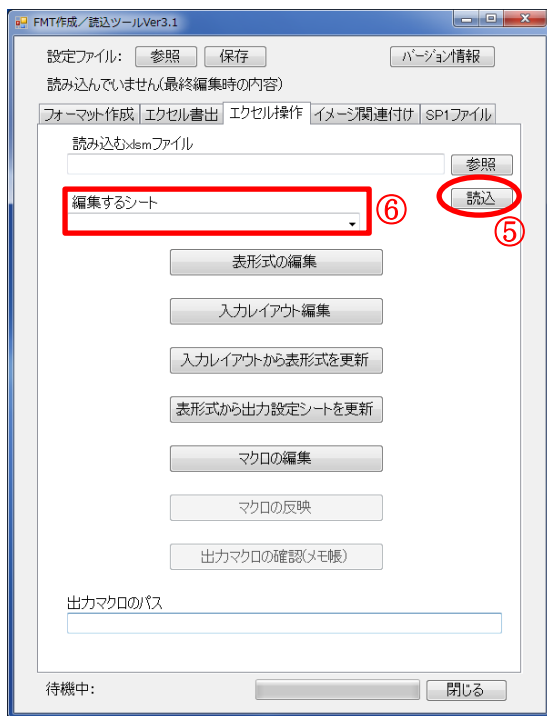 FMT作成／読込ツールVer3.1
設定ファイル: 参照 保存 バージョン情報
読み込んでいません(最終編集時の内容)
フォーマット作成 エクセル書出 エクセル操作 イメージ関連付け SP1ファイル
読み込むxlsmファイル
参照
編集するシート
読込
⑥
⑤
表形式の編集
入力レイアウト編集
入力レイアウトから表形式を更新
表形式から出力設定シートを更新
マクロの編集
マクロの反映
出力マクロの確認(メモ帳)
出力マクロのパス
待機中: 閉じる